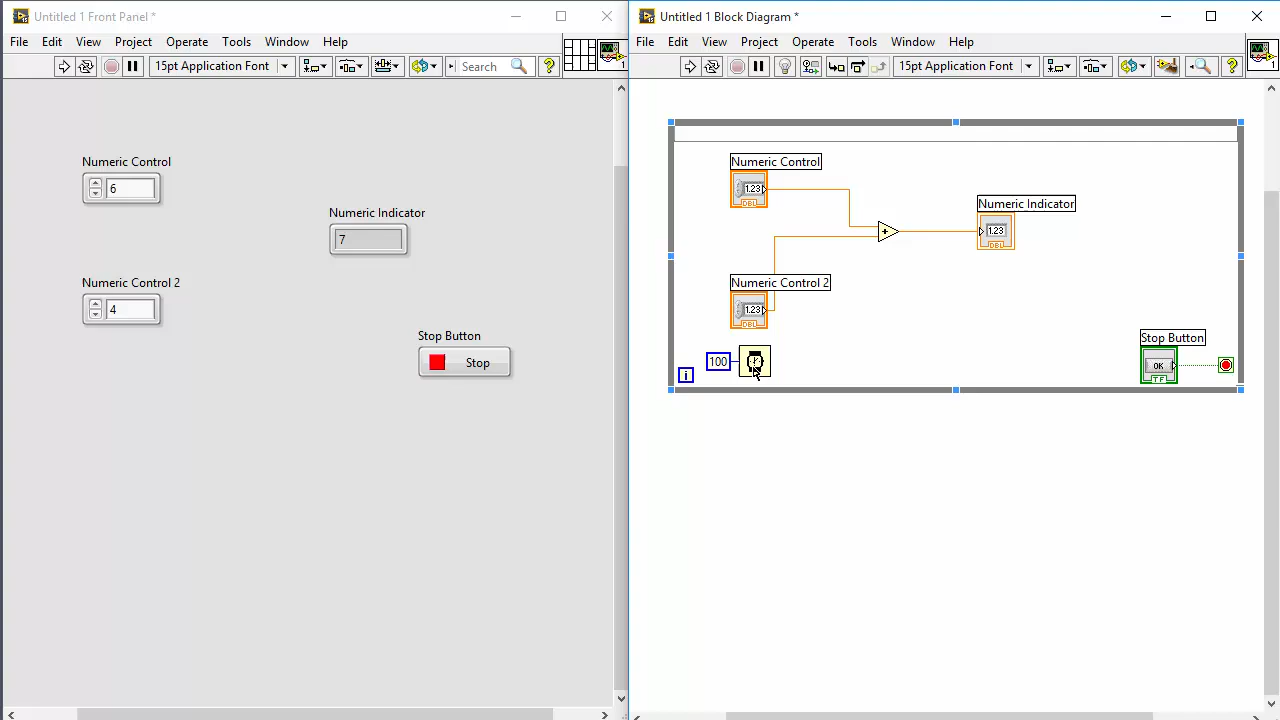 Untitled 1 Front Panel *
File Edit View Project Operate Tools Window Help
15pt Application Font
Search
?
1
Numeric Control
6
Numeric Indicator
7
Numeric Control 2
4
Stop Button
Stop
Untitled 1 Block Diagram *
File Edit View Project Operate Tools Window Help
15pt Application Font
?
1
Numeric Control
1.23
DBL
Numeric Indicator
1.23
DBL
+
Numeric Control 2
1.23
DBL
Stop Button
OK
TF
100
i